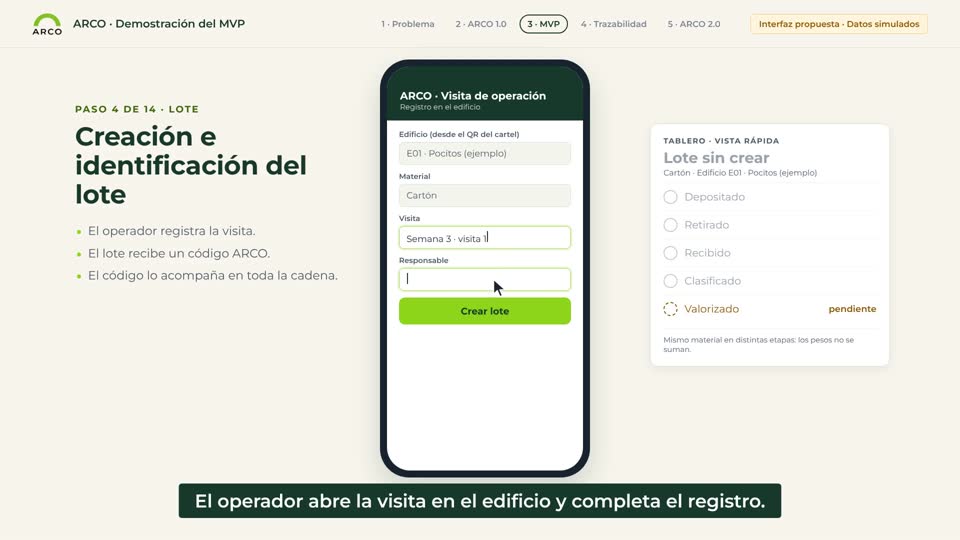 ARCO
ARCO · Demostración del MVP
1 · Problema
2 · ARCO 1.0
3 · MVP
4 · Trazabilidad
5 · ARCO 2.0
Interfaz propuesta · Datos simulados
PASO 4 DE 14 · LOTE
Creación e
identificación del
lote
El operador registra la visita.
El lote recibe un código ARCO.
El código lo acompaña en toda la cadena.
ARCO · Visita de operación
Registro en el edificio
Edificio (desde el QR del cartel)
E01 · Pocitos (ejemplo)
Material
Cartón
Visita
Semana 3 · visita 1
Responsable
Crear lote
TABLERO · VISTA RÁPIDA
Lote sin crear
Cartón · Edificio E01 · Pocitos (ejemplo)
Depositado
Retirado
Recibido
Clasificado
Valorizado pendiente
Mismo material en distintas etapas: los pesos no se
suman.
El operador abre la visita en el edificio y completa el registro.